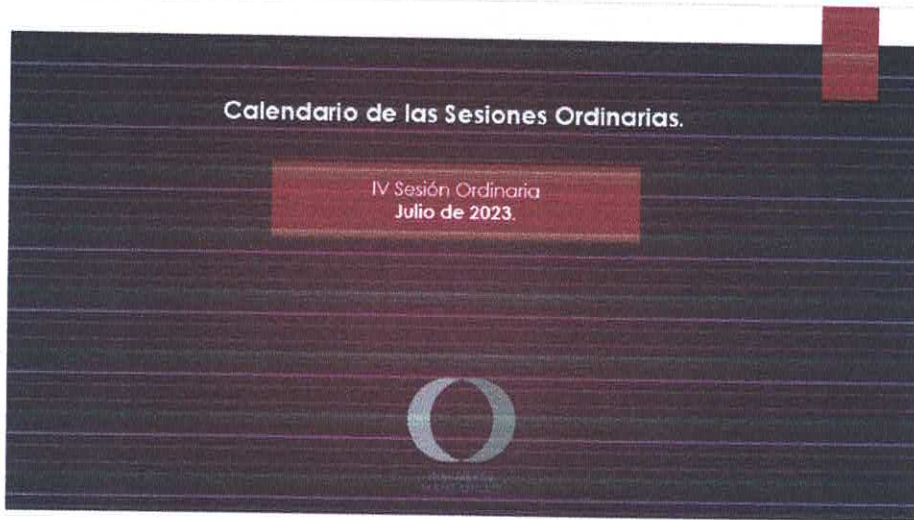 Calendario de las Sesiones Ordinarias.
IV Sesión Ordinaria
Julio de 2023.